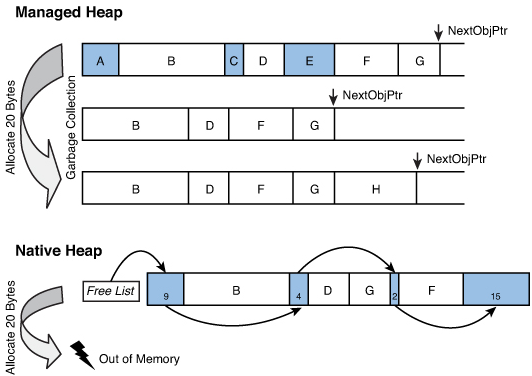 Managed Heap
NextObjPtr
A B C D E F G
Allocate 20 Bytes
Garbage Collection
NextObjPtr
B D F G
NextObjPtr
B D F G H
Native Heap
Free List
9 B 4 D G 2 F 15
Allocate 20 Bytes
Out of Memory